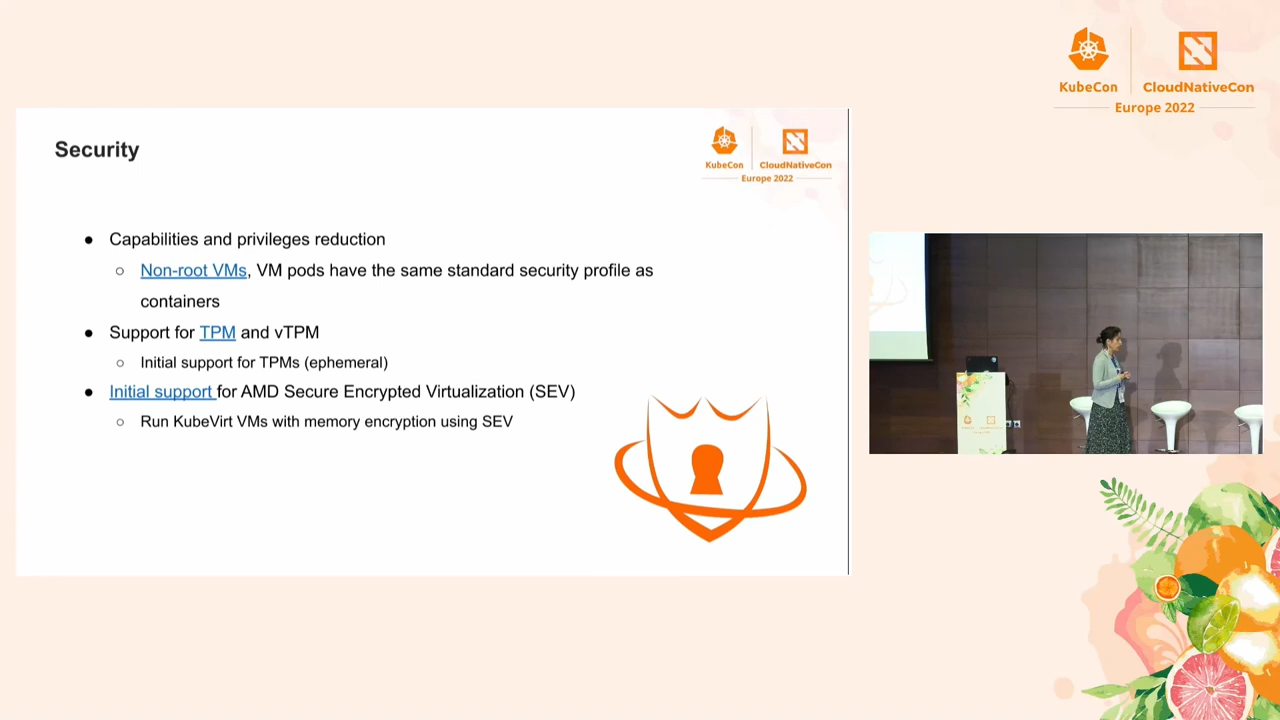 KubeCon
CloudNativeCon
Europe 2022
Security
KubeCon
CloudNativeCon
Europe 2022
● Capabilities and privileges reduction
○ Non-root VMs, VM pods have the same standard security profile as
containers
● Support for TPM and vTPM
○ Initial support for TPMs (ephemeral)
● Initial support for AMD Secure Encrypted Virtualization (SEV)
○ Run KubeVirt VMs with memory encryption using SEV